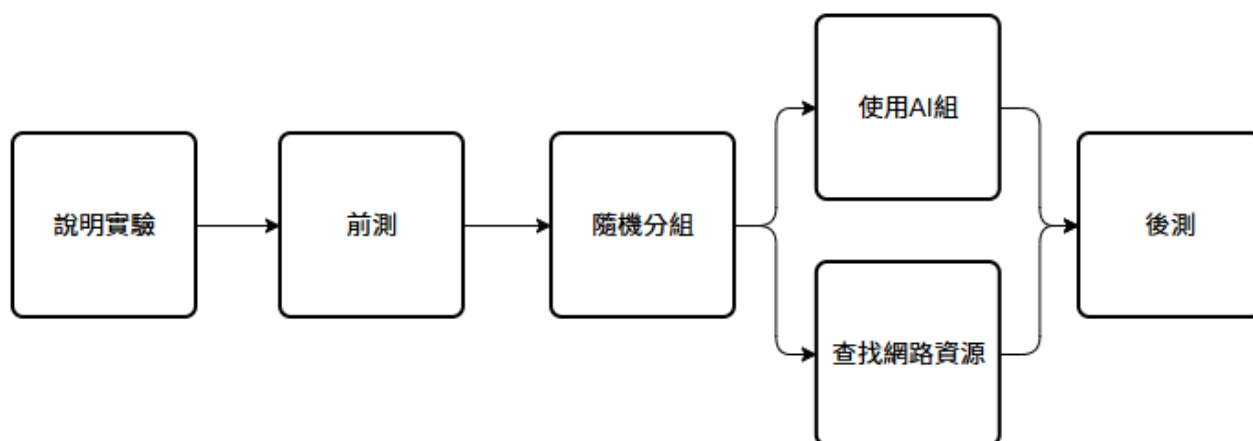 說明實驗
前測
隨機分組
使用AI組
查找網路資源
後測